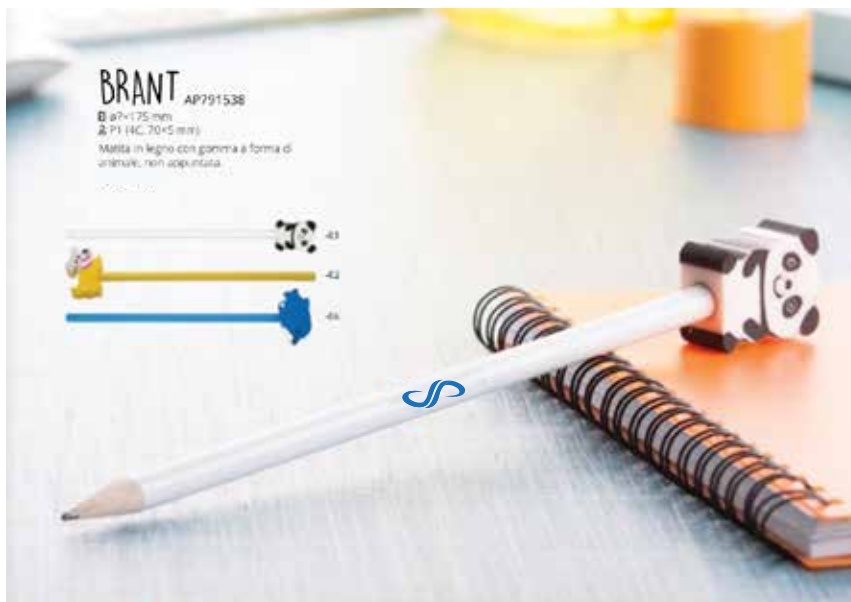 BRANT AP791538
ø7×175 mm
P1 (4C, 70×5 mm)
Matita in legno con gomma a forma di
animale, non appuntata.
-01
-02
-06